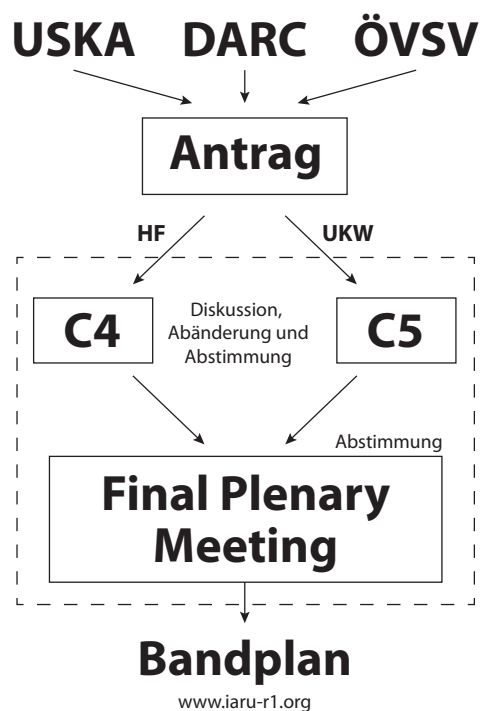 USKA DARC ÖVSV
Antrag
HF UKW
C4
Diskussion,
Abänderung und
Abstimmung
C5
Abstimmung
Final Plenary
Meeting
Bandplan
www.iaru-r1.org